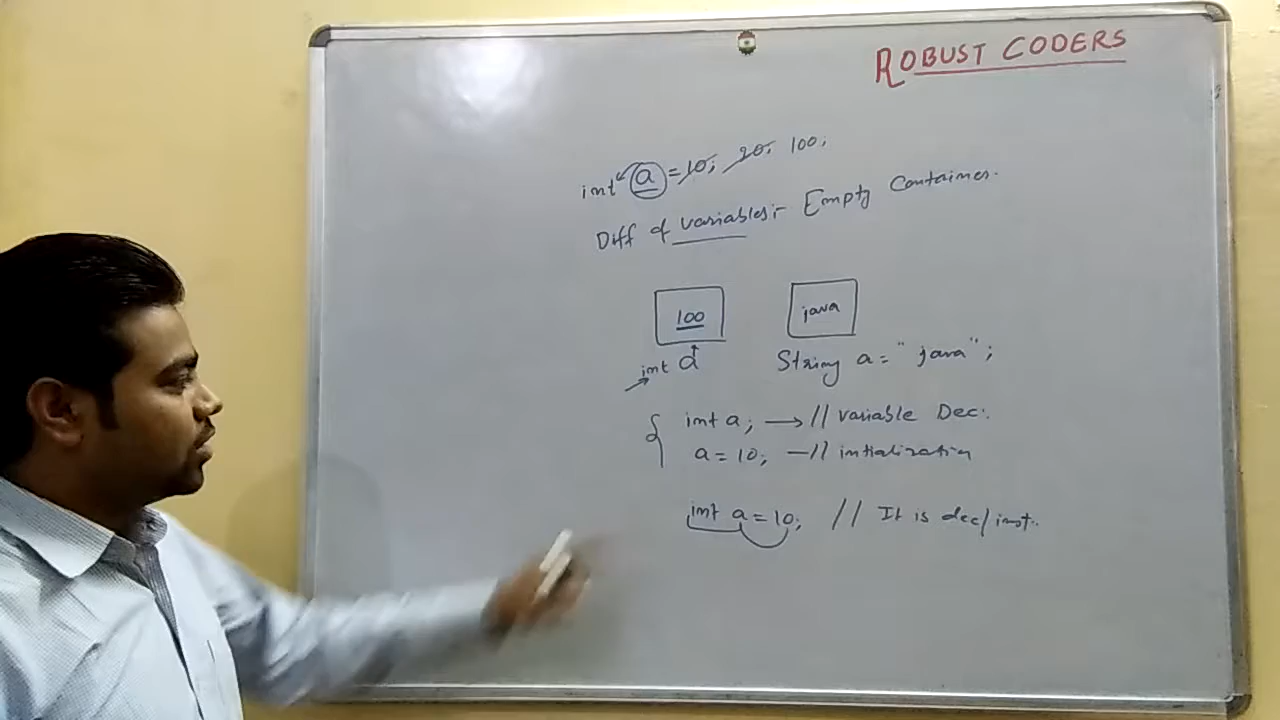 ROBUST CODERS
int a = 10; 20; 100;
Diff of variables:- Empty Container.
100
java
int a
String a = "java";
int a; → // variable Dec:.
a = 10; — // intialization
int a = 10; // It is dec/inst.